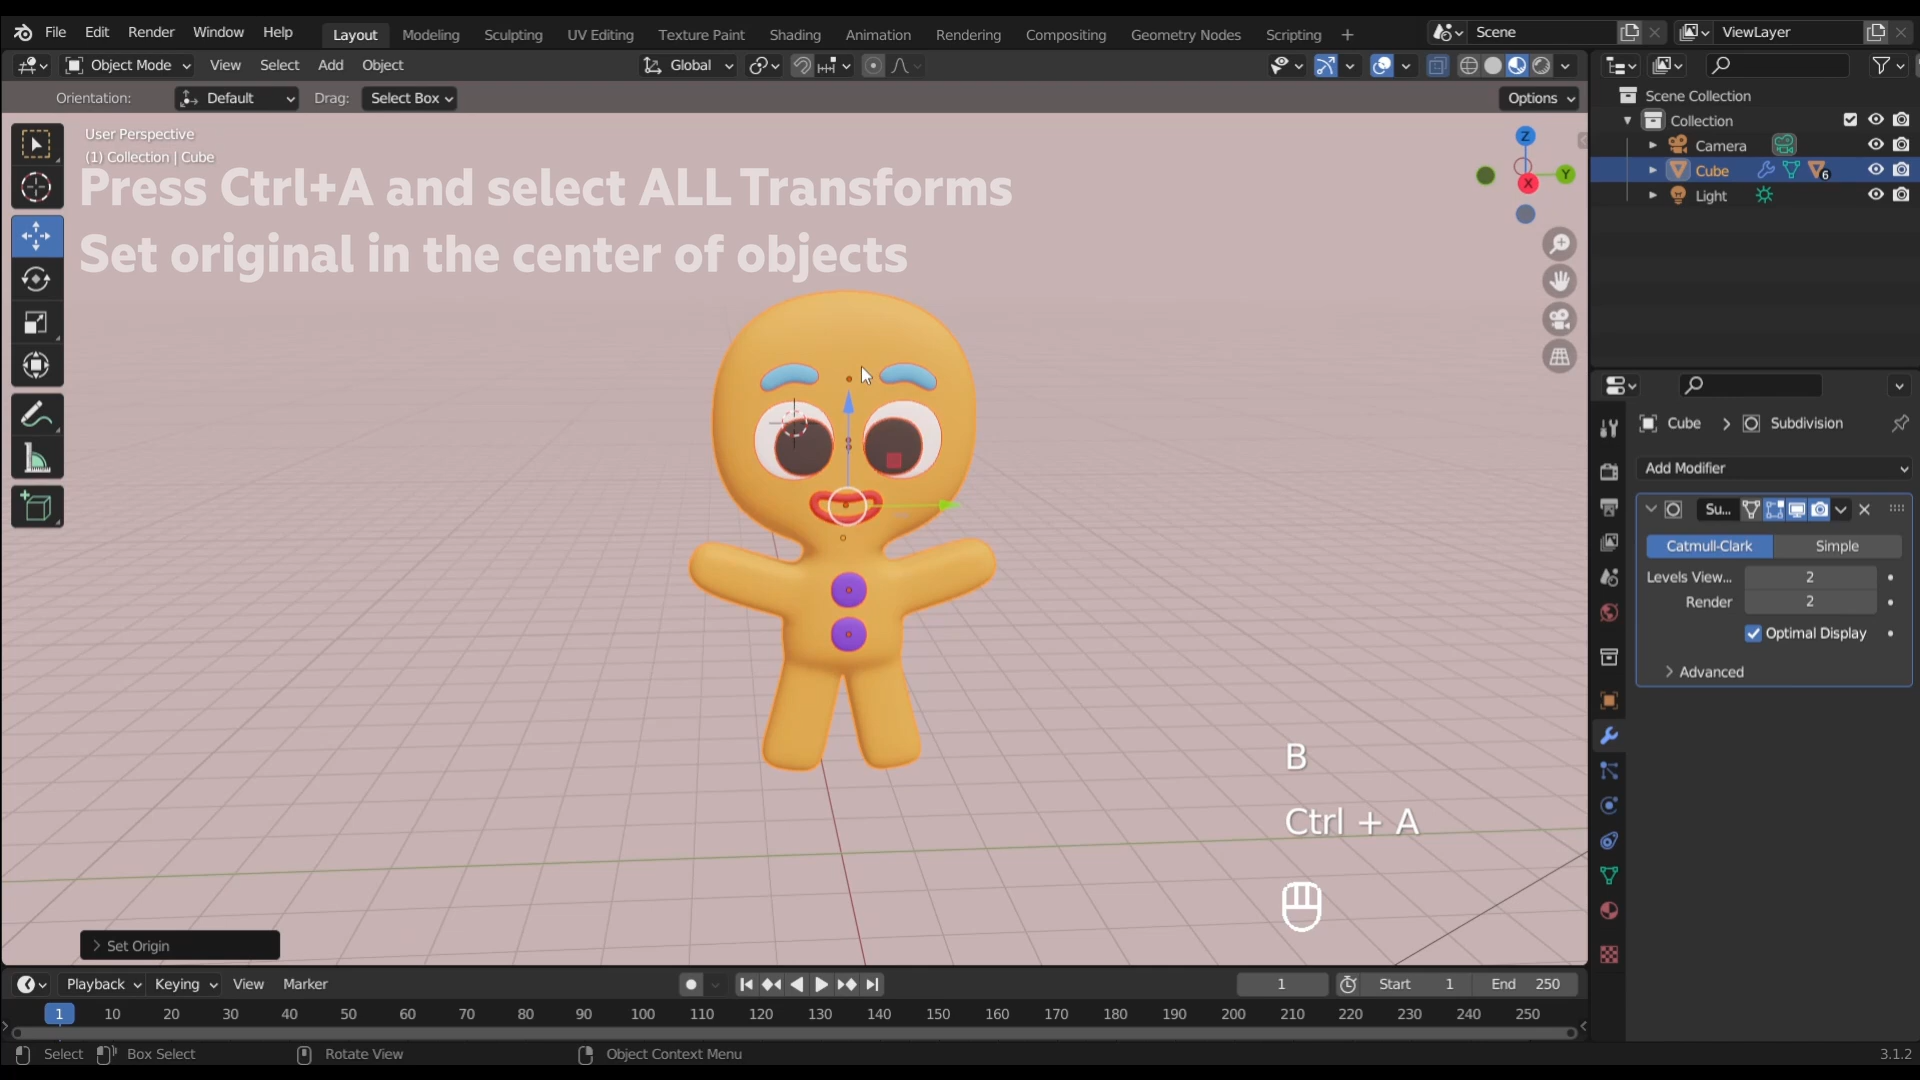 File Edit Render Window Help Layout Modeling Sculpting UV Editing Texture Paint Shading Animation Rendering Compositing Geometry Nodes Scripting + Scene ViewLayer
Object Mode View Select Add Object Global
Orientation: Default Drag: Select Box Options
User Perspective
(1) Collection | Cube
Press Ctrl+A and select ALL Transforms
Set original in the center of objects
Z
Y
X
B
Ctrl + A
Set Origin
Scene Collection
Collection
Camera
Cube 6
Light
Cube > Subdivision
Add Modifier
Su...
Catmull-Clark Simple
Levels View... 2
Render 2
Optimal Display
Advanced
Playback Keying View Marker 1 Start 1 End 250
1 10 20 30 40 50 60 70 80 90 100 110 120 130 140 150 160 170 180 190 200 210 220 230 240 250
Select Box Select Rotate View Object Context Menu 3.1.2